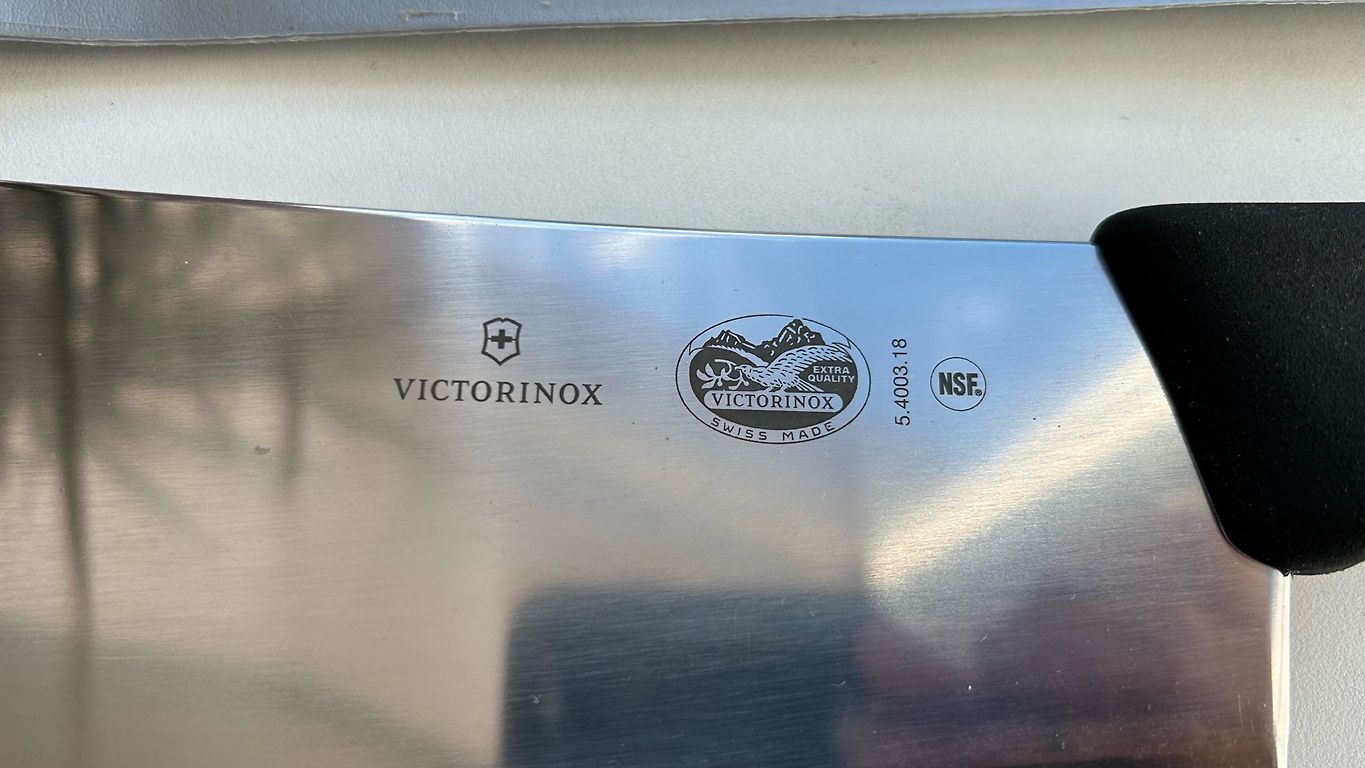 VICTORINOX
EXTRA
QUALITY
VICTORINOX
SWISS MADE
5.4003.18
NSF®